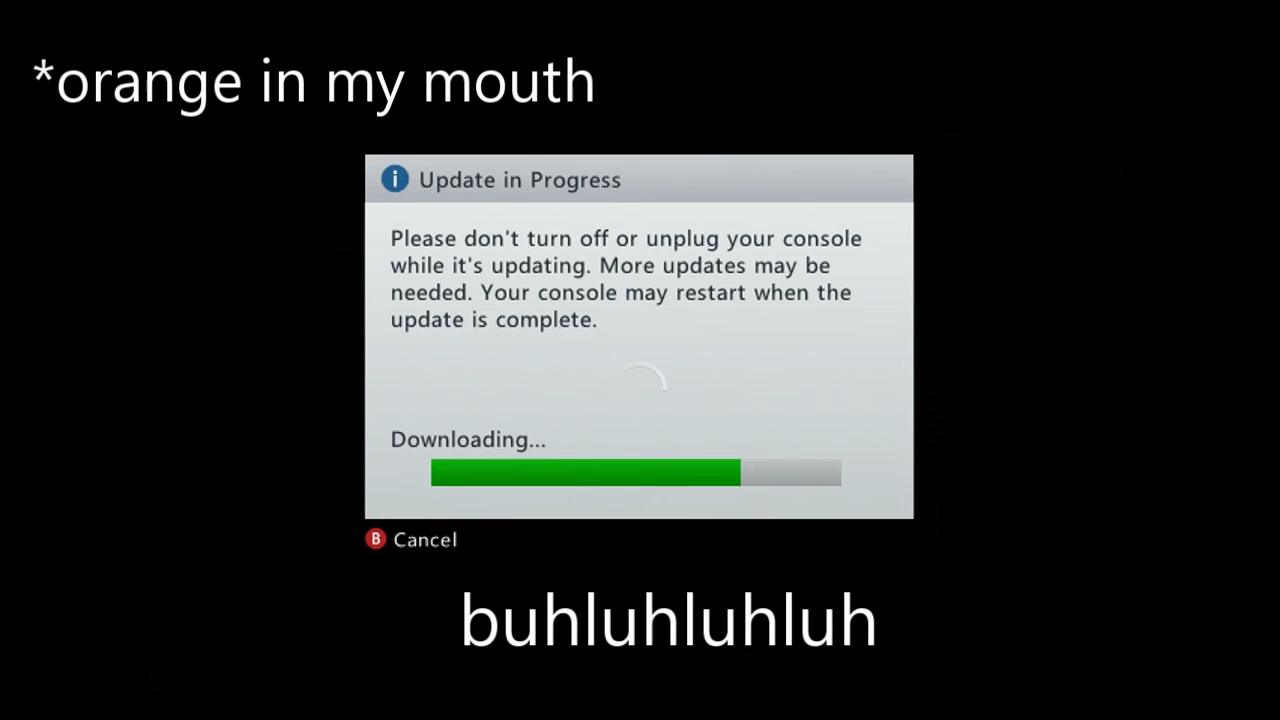 *orange in my mouth
i Update in Progress
Please don't turn off or unplug your console
while it's updating. More updates may be
needed. Your console may restart when the
update is complete.
Downloading...
B Cancel
buhluhluhluh